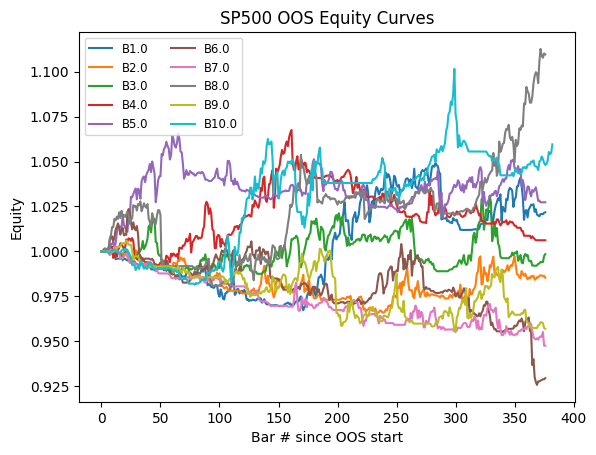 SP500 OOS Equity Curves
Equity
1.100
1.075
1.050
1.025
1.000
0.975
0.950
0.925
B1.0
B2.0
B3.0
B4.0
B5.0
B6.0
B7.0
B8.0
B9.0
B10.0
0 50 100 150 200 250 300 350 400
Bar # since OOS start